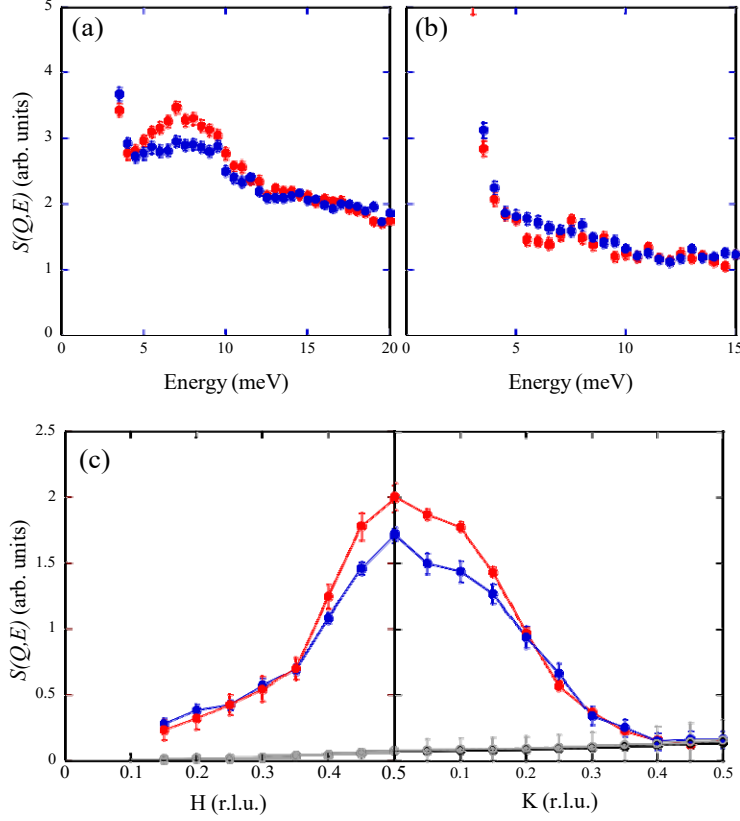 (a)
(b)
5
4
3
2
1
0
S(Q,E) (arb. units)
0 5 10 15 20
5 10 15
Energy (meV)
Energy (meV)
(c)
2.5
2
1.5
1
0.5
0
S(Q,E) (arb. units)
0 0.1 0.2 0.3 0.4 0.5 0.1 0.2 0.3 0.4 0.5
H (r.l.u.)
K (r.l.u.)